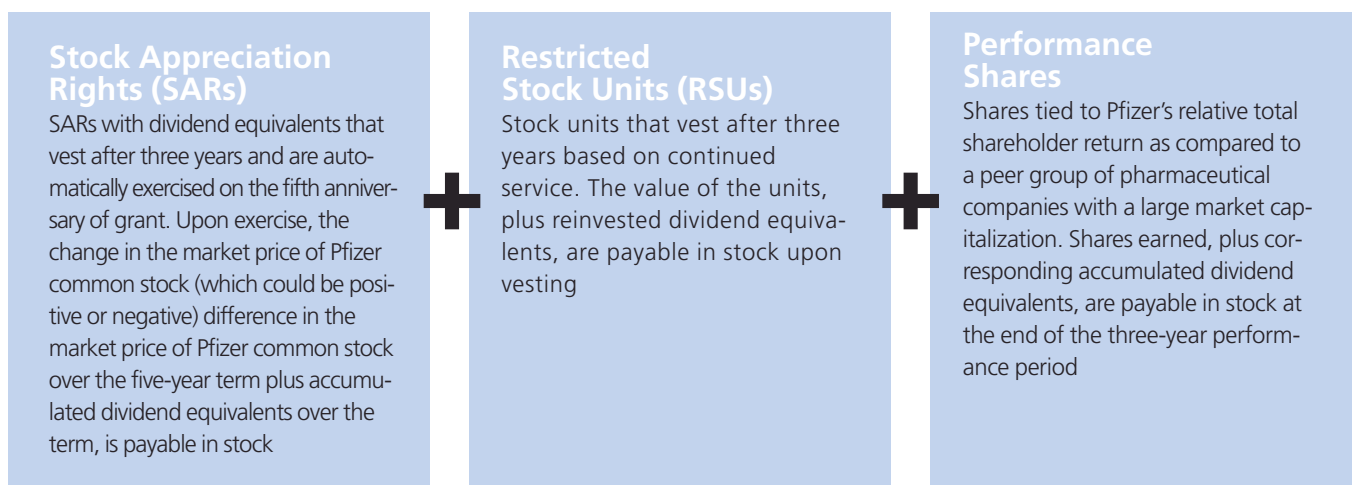 Stock Appreciation
Rights (SARs)
SARs with dividend equivalents that
vest after three years and are auto-
matically exercised on the fifth anniver-
sary of grant. Upon exercise, the
change in the market price of Pfizer
common stock (which could be posi-
tive or negative) difference in the
market price of Pfizer common stock
over the five-year term plus accumu-
lated dividend equivalents over the
term, is payable in stock
+
Restricted
Stock Units (RSUs)
Stock units that vest after three
years based on continued
service. The value of the units,
plus reinvested dividend equiva-
lents, are payable in stock upon
vesting
+
Performance
Shares
Shares tied to Pfizer’s relative total
shareholder return as compared to
a peer group of pharmaceutical
companies with a large market cap-
italization. Shares earned, plus cor-
responding accumulated dividend
equivalents, are payable in stock at
the end of the three-year perform-
ance period